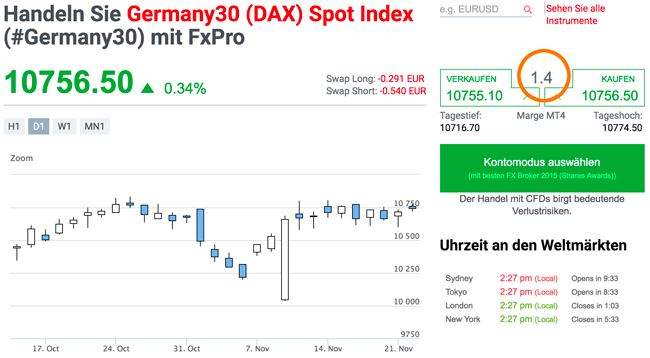 Handeln Sie Germany30 (DAX) Spot Index
(#Germany30) mit FxPro
10756.50 ▲ 0.34%
Swap Long: -0.291 EUR
Swap Short: -0.540 EUR
H1 D1 W1 MN1
Zoom
10 750
10 500
10 250
10 000
9750
17. Oct 24. Oct 31. Oct 7. Nov 14. Nov 21. Nov
e.g. EURUSD
Sehen Sie alle
Instrumente
VERKAUFEN 1.4 KAUFEN
10755.10 10756.50
Tagestief: Marge MT4 Tageshoch:
10716.70 10774.50
Kontomodus auswählen
(mit besten FX Broker 2015 (Shares Awards))
Der Handel mit CFDs birgt bedeutende
Verlustrisiken.
Uhrzeit an den Weltmärkten
Sydney 2:27 pm (Local) Opens in 9:33
Tokyo 2:27 pm (Local) Opens in 8:33
London 2:27 pm (Local) Closes in 1:03
New York 2:27 pm (Local) Closes in 5:33